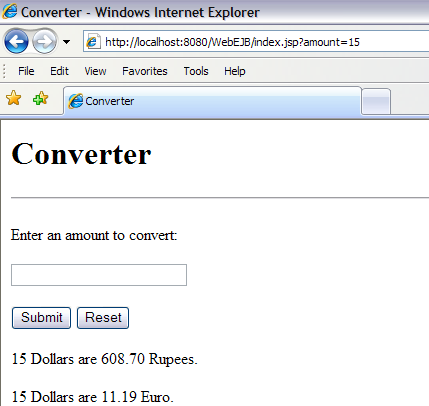 Converter - Windows Internet Explorer
http://localhost:8080/WebEJB/index.jsp?amount=15
File Edit View Favorites Tools Help
Converter
Converter
Enter an amount to convert:
Submit Reset
15 Dollars are 608.70 Rupees.
15 Dollars are 11.19 Euro.